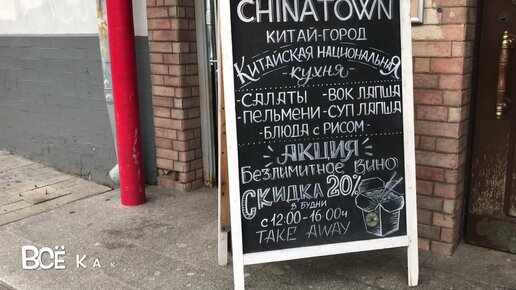 CHINATOWN
КИТАЙ-ГОРОД
КИТАЙСКАЯ НАЦИОНАЛЬНАЯ
КУХНЯ-
-САЛАТЫ -ВОК ЛАПША
-ПЕЛЬМЕНИ-СУП ЛАПША
-БЛЮДА С РИСОМ-
АКЦИЯ
БЕЗЛИМИТНОЕ ВИНО
СКИДКА 20%
В БУДНИ
С 12:00-16:00ч
TAKE AWAY
ВСЁ КАК